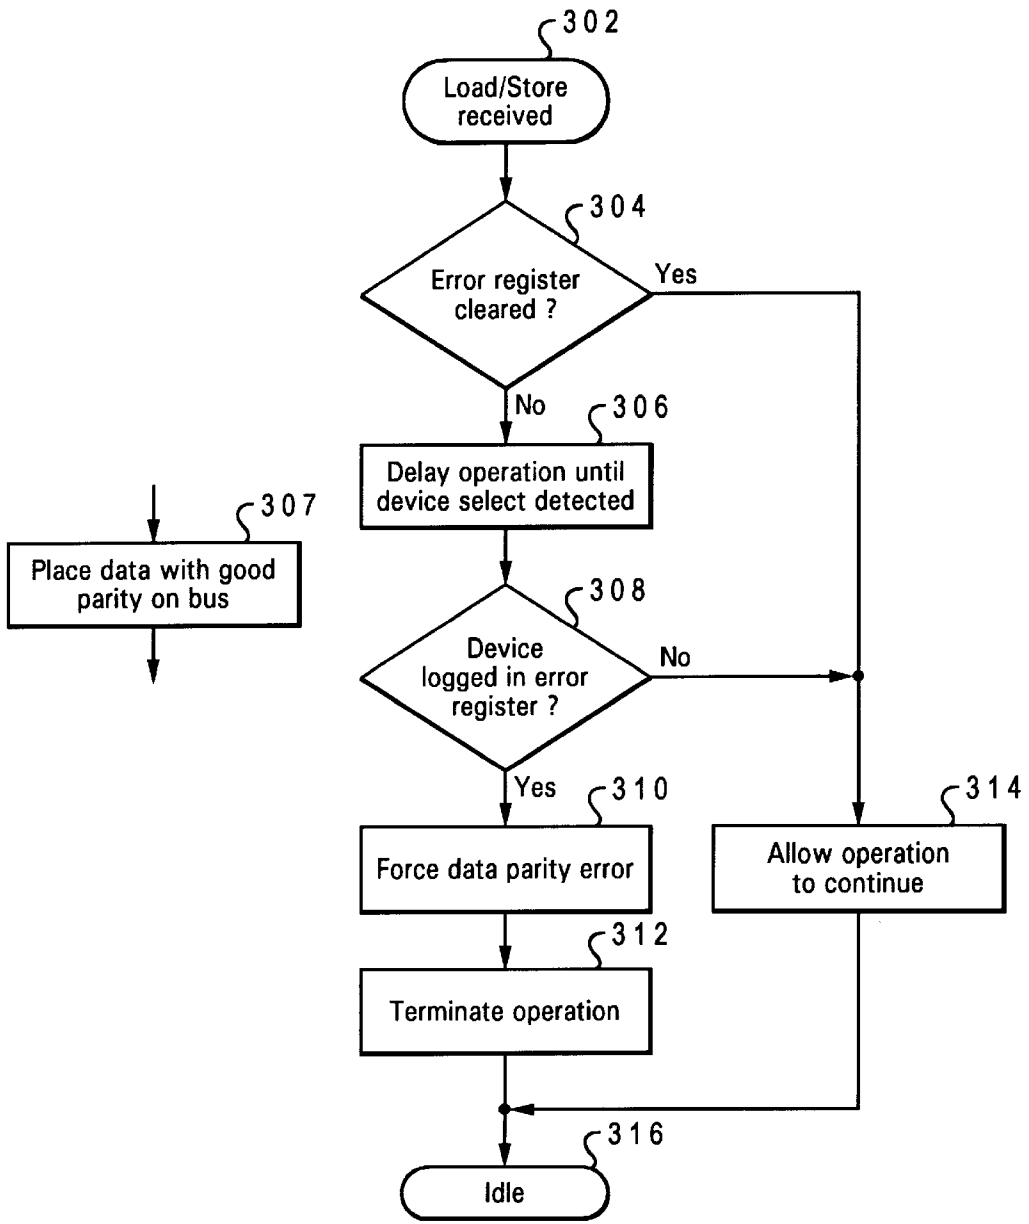 302
Load/Store
received
304
Error register
cleared ?
Yes
No
306
Delay operation until
device select detected
307
Place data with good
parity on bus
308
Device
logged in error
register ?
No
Yes
310
Force data parity error
314
Allow operation
to continue
312
Terminate operation
316
Idle